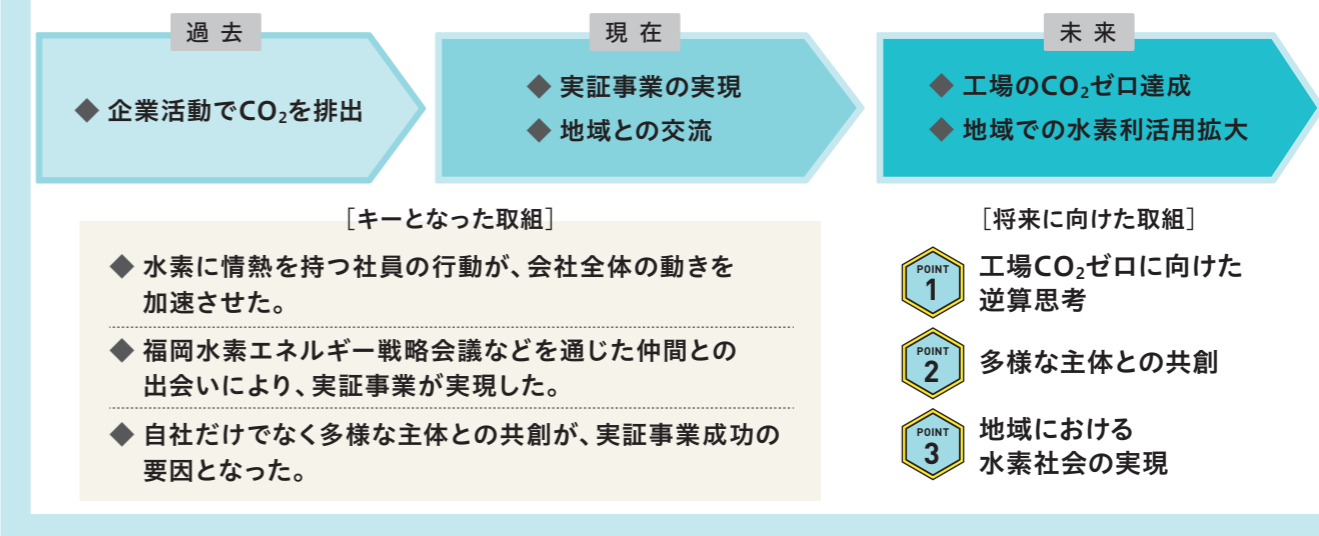 過去
◆ 企業活動でCO₂を排出
現在
◆ 実証事業の実現
◆ 地域との交流
未来
◆ 工場のCO₂ゼロ達成
◆ 地域での水素利活用拡大
［キーとなった取組］
◆ 水素に情熱を持つ社員の行動が、会社全体の動きを
加速させた。
◆ 福岡水素エネルギー戦略会議などを通じた仲間との
出会いにより、実証事業が実現した。
◆ 自社だけでなく多様な主体との共創が、実証事業成功の
要因となった。
［将来に向けた取組］
POINT
1
工場CO₂ゼロに向けた
逆算思考
POINT
2
多様な主体との共創
POINT
3
地域における
水素社会の実現